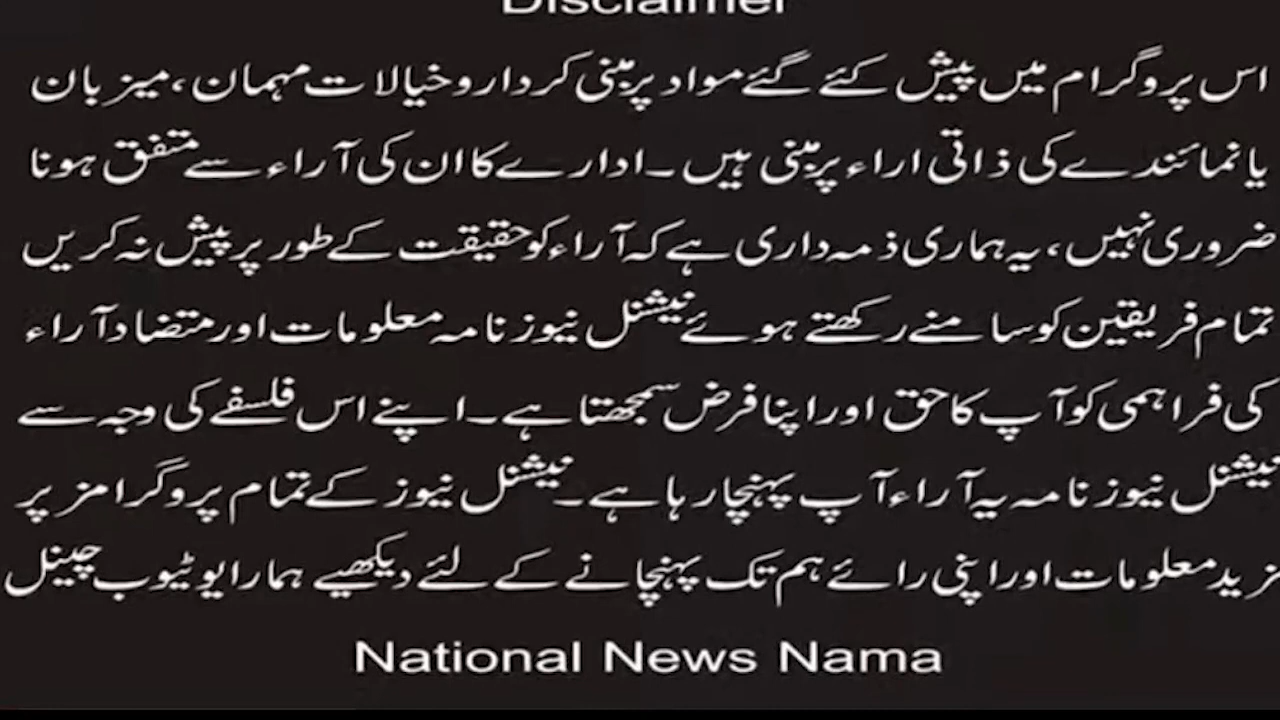 Disclaimer
اس پروگرام میں پیش کئے گئے مواد پر مبنی کردار و خیالات مہمان، میزبان
یا نمائندے کی ذاتی اراء پر مبنی ہیں۔ ادارے کا ان کی آراء سے متفق ہونا
ضروری نہیں، یہ ہماری ذمہ داری ہے کہ آراء کو حقیقت کے طور پر پیش نہ کریں
تمام فریقین کو سامنے رکھتے ہوئے نیشنل نیوز نامہ معلومات اور متضاد آراء
کی فراہمی کو آپ کا حق اور اپنا فرض سمجھتا ہے۔ اپنے اس فلسفے کی وجہ سے
نیشنل نیوز نامہ یہ آراء آپ پہنچا رہا ہے۔ نیشنل نیوز کے تمام پروگرامز پر
مزید معلومات اور اپنی رائے ہم تک پہنچانے کے لئے دیکھیے ہمارا یوٹیوب چینل
National News Nama